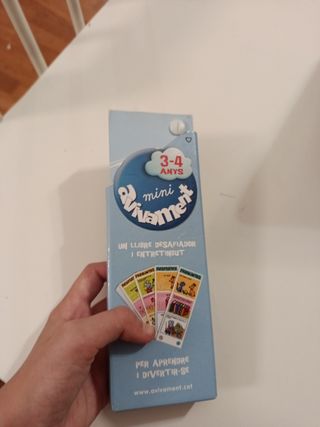 3-4
ANYS
mini
avivament
UN LLIBRE DESAFIADOR
I ENTRETINGUT
PER APRENDRE
I DIVERTIR-SE
www.avivament.cat